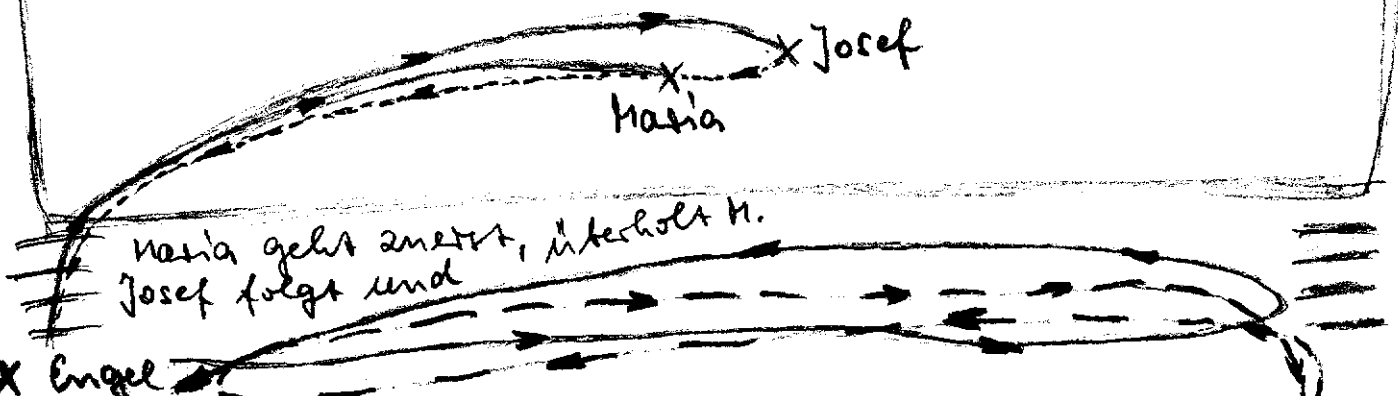 x Josef
x
Maria
Maria geht zuerst, überholt M.
Josef folgt und
x Engel